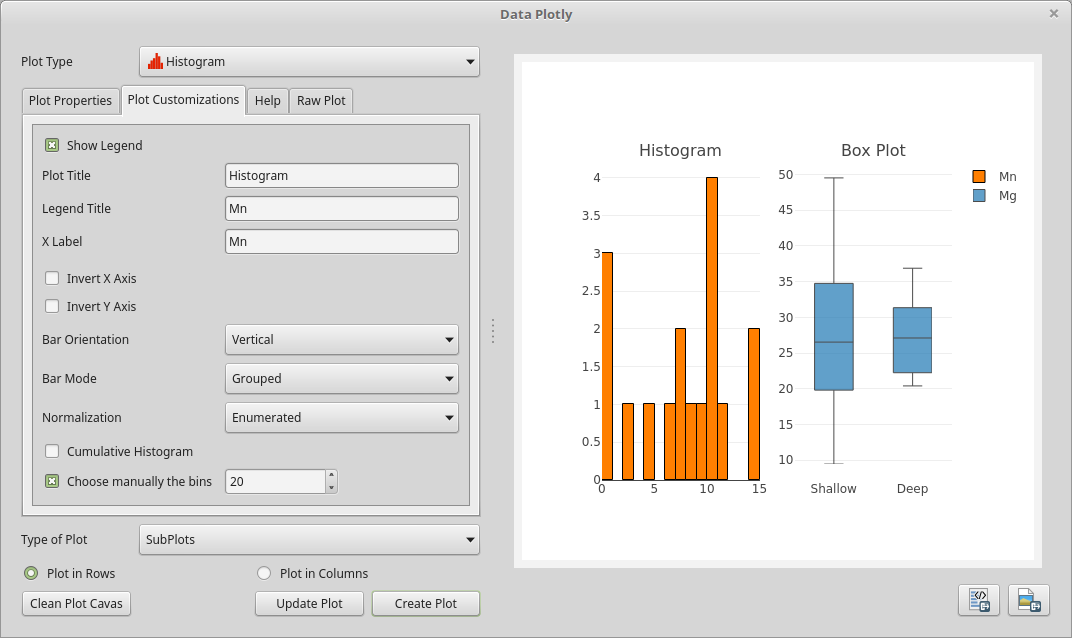 Data Plotly
Plot Type
Histogram
Plot Properties
Plot Customizations
Help
Raw Plot
Show Legend
Plot Title
Histogram
Legend Title
Mn
X Label
Mn
Invert X Axis
Invert Y Axis
Bar Orientation
Vertical
Bar Mode
Grouped
Normalization
Enumerated
Cumulative Histogram
Choose manually the bins
20
Type of Plot
SubPlots
Plot in Rows
Plot in Columns
Clean Plot Cavas
Update Plot
Create Plot
Histogram
4
3.5
3
2.5
2
1.5
1
0.5
0
0
5
10
15
Box Plot
50
45
40
35
30
25
20
15
10
Shallow
Deep
Mn
Mg